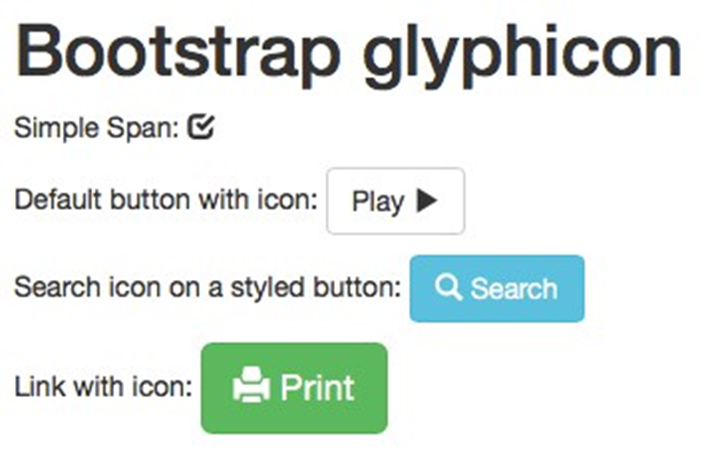 Bootstrap glyphicon
Simple Span:
Default button with icon: Play
Search icon on a styled button: Search
Link with icon: Print